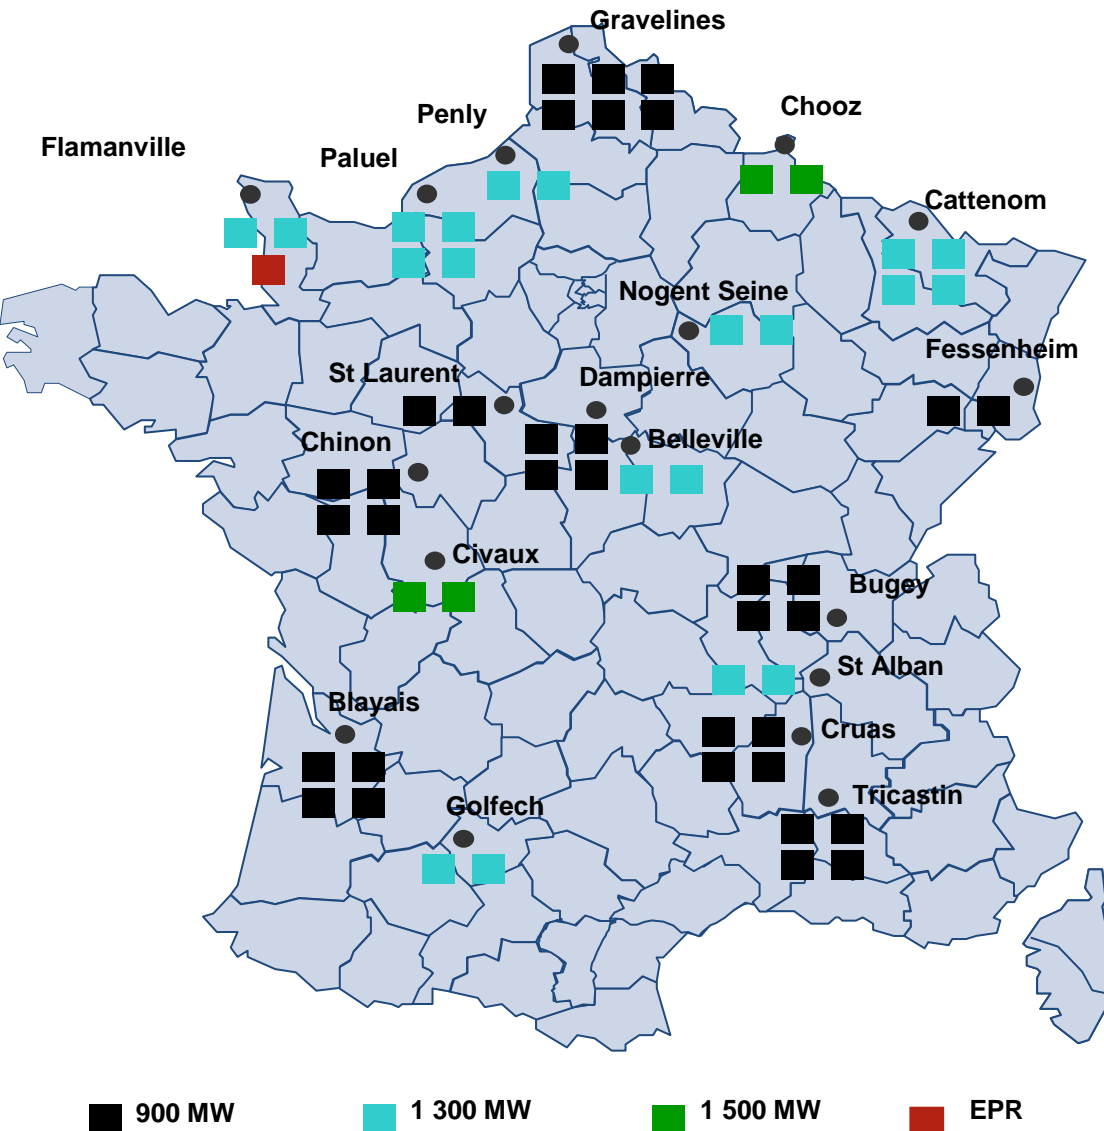 Gravelines
Chooz
Penly
Flamanville
Paluel
Cattenom
Nogent Seine
Fessenheim
St Laurent
Dampierre
Chinon
Belleville
Civaux
Bugey
St Alban
Blayais
Cruas
Tricastin
Golfech
900 MW
1 300 MW
1 500 MW
EPR